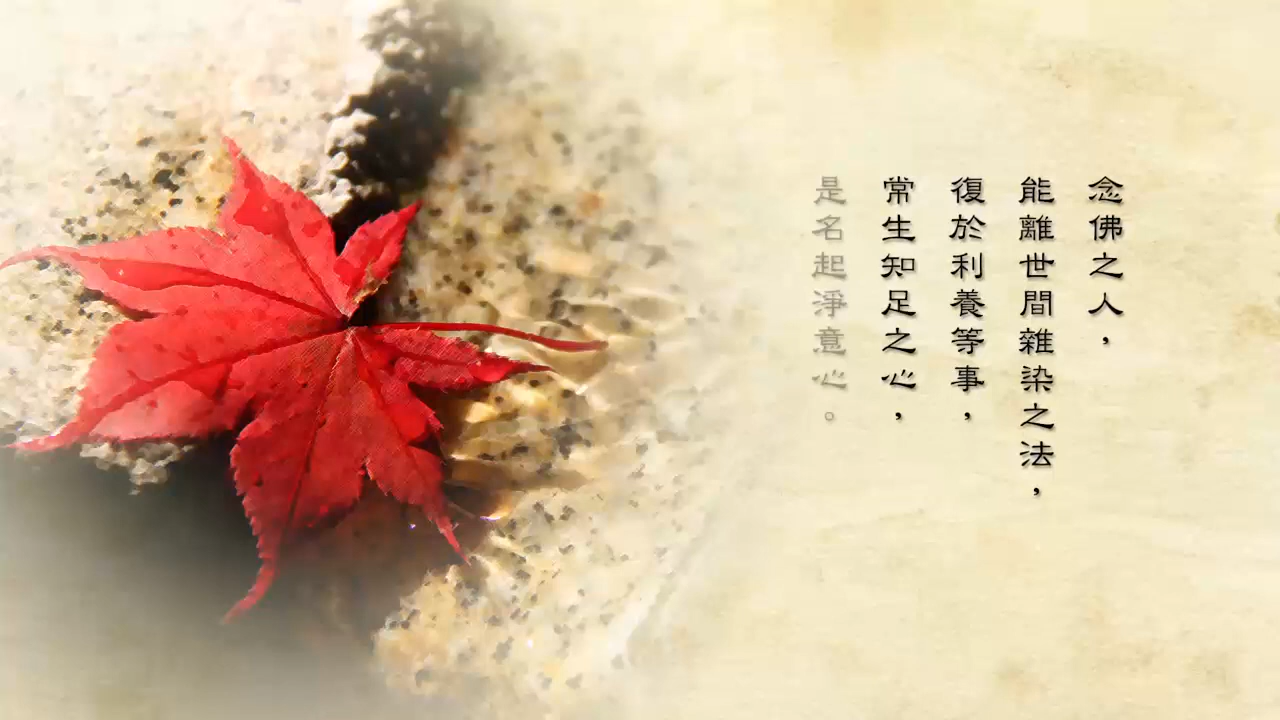 念佛之人，
能離世間雜染之法，
復於利養等事，
常生知足之心，
是名起淨意心。